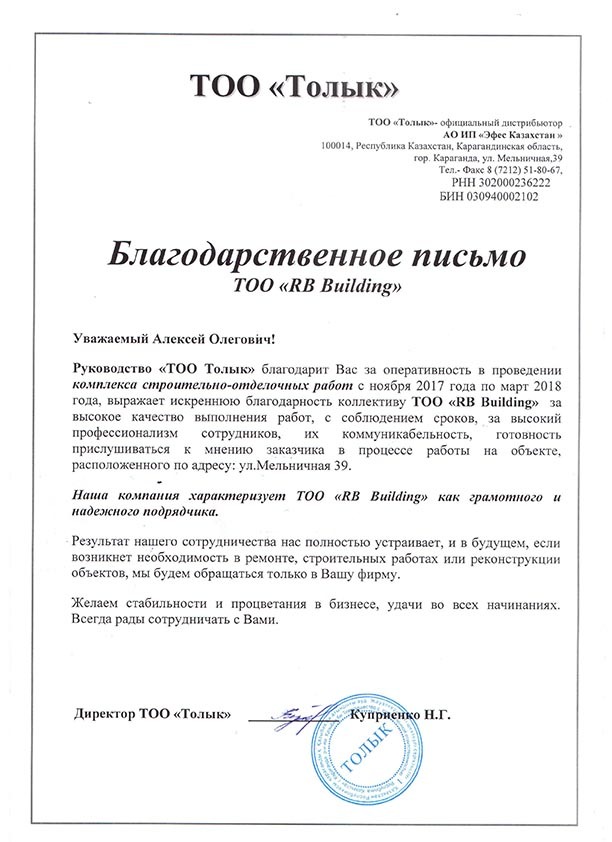 ТОО «Толык»
ТОО «Толык»- официальный дистрибьютор
АО ИП «Эфес Казахстан »
100014, Республика Казахстан, Карагандинская область,
гор. Караганда, ул. Мельничная,39
Тел.- Факс 8 (7212) 51-80-67,
РНН 302000236222
БИН 030940002102
Благодарственное письмо
ТОО «RB Building»
Уважаемый Алексей Олегович!
Руководство «ТОО Толык» благодарит Вас за оперативность в проведении
комплекса строительно-отделочных работ с ноября 2017 года по март 2018
года, выражает искреннюю благодарность коллективу ТОО «RB Building» за
высокое качество выполнения работ, с соблюдением сроков, за высокий
профессионализм сотрудников, их коммуникабельность, готовность
прислушиваться к мнению заказчика в процессе работы на объекте,
расположенного по адресу: ул.Мельничная 39.
Наша компания характеризует ТОО «RB Building» как грамотного и
надежного подрядчика.
Результат нашего сотрудничества нас полностью устраивает, и в будущем, если
возникнет необходимость в ремонте, строительных работах или реконструкции
объектов, мы будем обращаться только в Вашу фирму.
Желаем стабильности и процветания в бизнесе, удачи во всех начинаниях.
Всегда рады сотрудничать с Вами.
Директор ТОО «Толык» Куприенко Н.Г.
ТОЛЫК